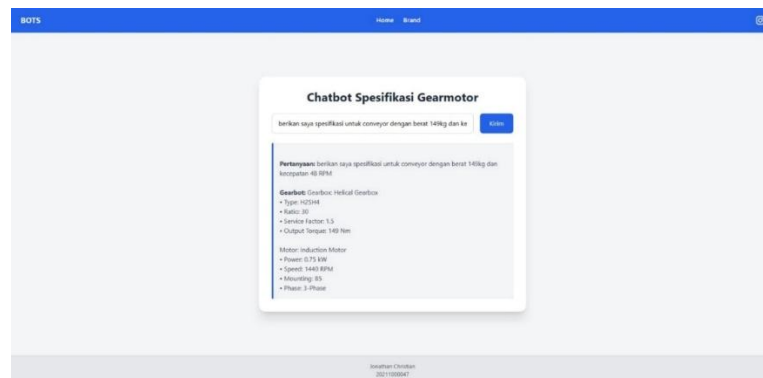 BOTS
Home Brand
Chatbot Spesifikasi Gearmotor
berikan saya spesifikasi untuk conveyor dengan berat 149kg dan ke
Kirim
Pertanyaan: berikan saya spesifikasi untuk conveyor dengan berat 149kg dan
kecepatan 48 RPM
Gearbot: Gearbox: Helical Gearbox
• Type: H2SH4
• Ratio: 30
• Service Factor: 1.5
• Output Torque: 149 Nm
Motor: Induction Motor
• Power: 0.75 kW
• Speed: 1440 RPM
• Mounting: B5
• Phase: 3-Phase
Jonathan Christian